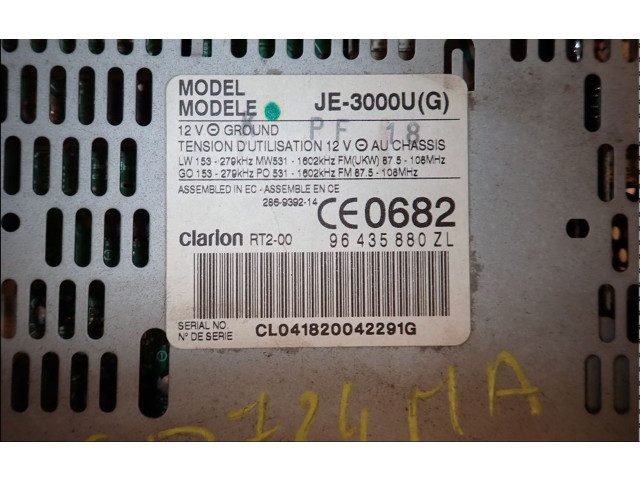 MODEL
MODELE JE-3000U(G)
K PF 18
12 V ⊖ GROUND
TENSION D'UTILISATION 12 V ⊖ AU CHASSIS
LW 153 - 279kHz MW531 - 1602kHz FM(UKW) 87.5 - 108MHz
GO 153 - 279kHz PO 531 - 1602kHz FM 87.5 - 108MHz
ASSEMBLED IN EC - ASSEMBLE EN CE
286-9392-14
CE0682
Clarion RT2-00 96 435 880 ZL
SERIAL NO.
N° DE SERIE CL041820042291G
724MA